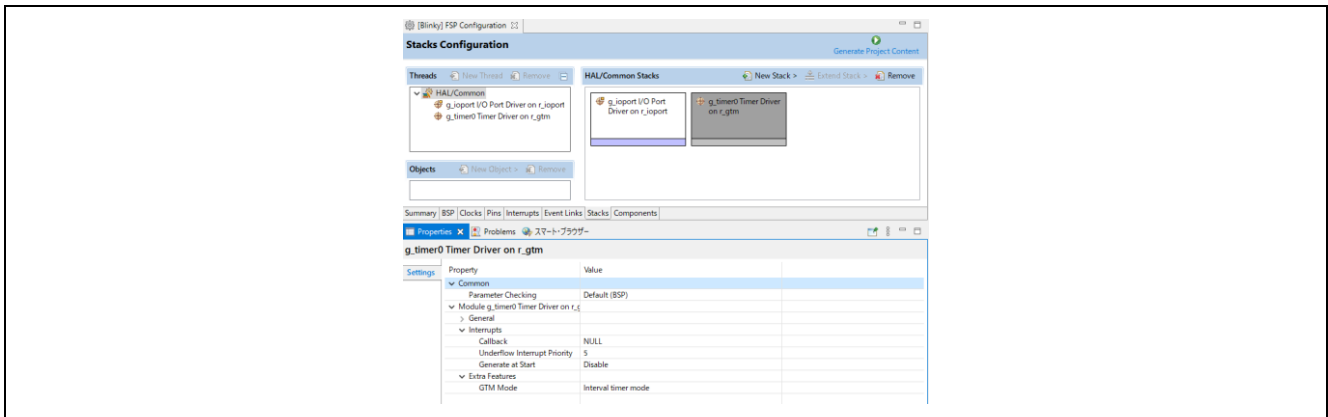 [Blinky] FSP Configuration
Stacks Configuration
Generate Project Content
Threads New Thread Remove
HAL/Common Stacks New Stack > Extend Stack > Remove
HAL/Common
g_ioport I/O Port Driver on r_ioport
g_timer0 Timer Driver on r_gtm
g_ioport I/O Port
Driver on r_ioport
g_timer0 Timer Driver
on r_gtm
Objects New Object > Remove
Summary BSP Clocks Pins Interrupts Event Links Stacks Components
Properties Problems スマート・ブラウザー
g_timer0 Timer Driver on r_gtm
Settings
Property Value
Common
Parameter Checking Default (BSP)
Module g_timer0 Timer Driver on r_g
General
Interrupts
Callback NULL
Underflow Interrupt Priority 5
Generate at Start Disable
Extra Features
GTM Mode Interval timer mode